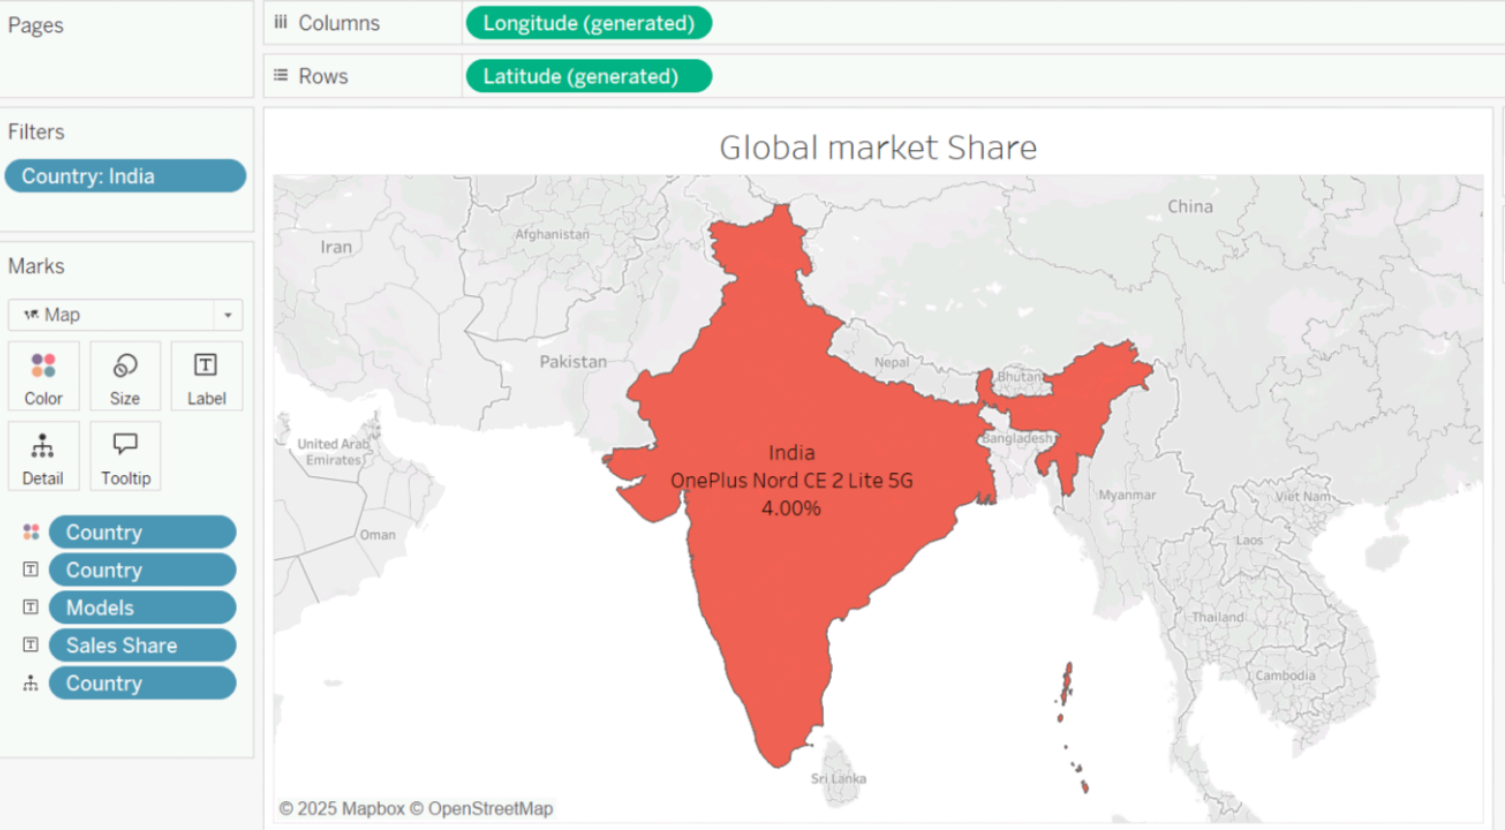 Pages
Columns
Longitude (generated)
Rows
Latitude (generated)
Filters
Country: India
Marks
Map
Color
Size
Label
Detail
Tooltip
Country
Country
Models
Sales Share
Country
Global market Share
China
Afghanistan
Iran
Pakistan
Nepal
Bhutan
United Arab
Emirates
Bangladesh
India
OnePlus Nord CE 2 Lite 5G
4.00%
Myanmar
Viet Nam
Oman
Laos
Thailand
Cambodia
Sri Lanka
© 2025 Mapbox © OpenStreetMap